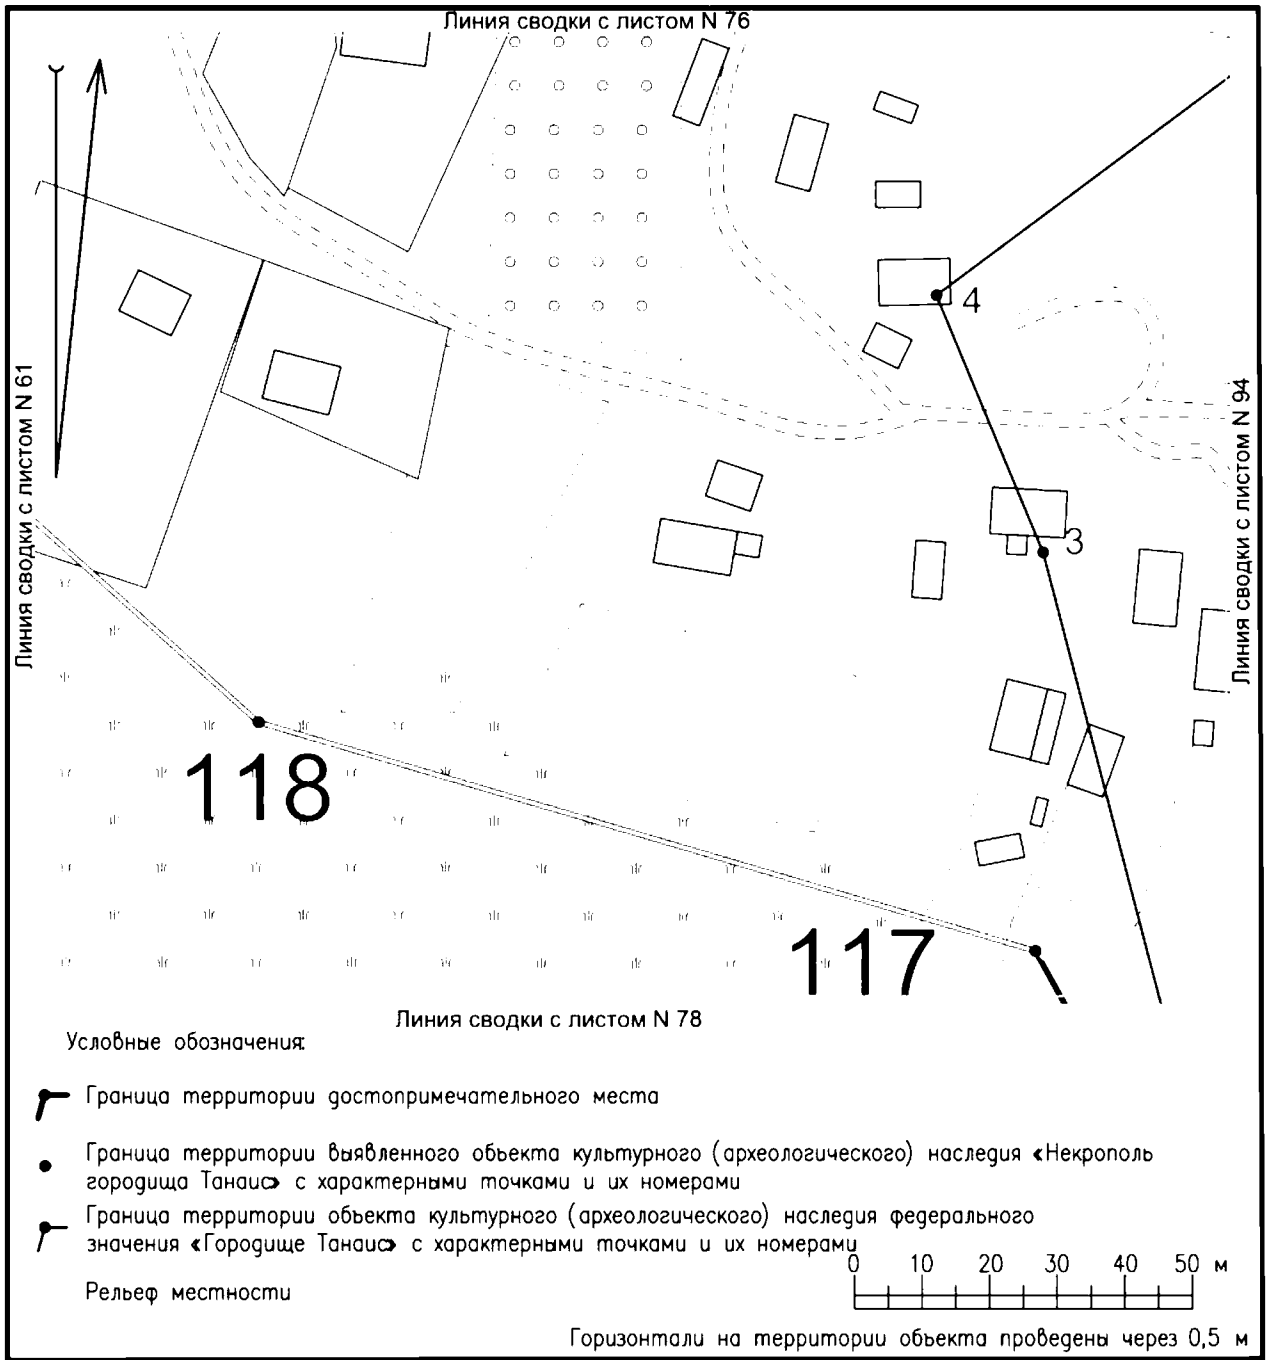 Линия сводки с листом N 76
Линия сводки с листом N 61
4
3
Линия сводки с листом N 94
118
117
Линия сводки с листом N 78
Условные обозначения:
Граница территории достопримечательного места
Граница территории выявленного объекта культурного (археологического) наследия «Некрополь
городища Танаис» с характерными точками и их номерами
Граница территории объекта культурного (археологического) наследия федерального
значения «Городище Танаис» с характерными точками и их номерами
Рельеф местности
0 10 20 30 40 50 м
Горизонтали на территории объекта проведены через 0,5 м